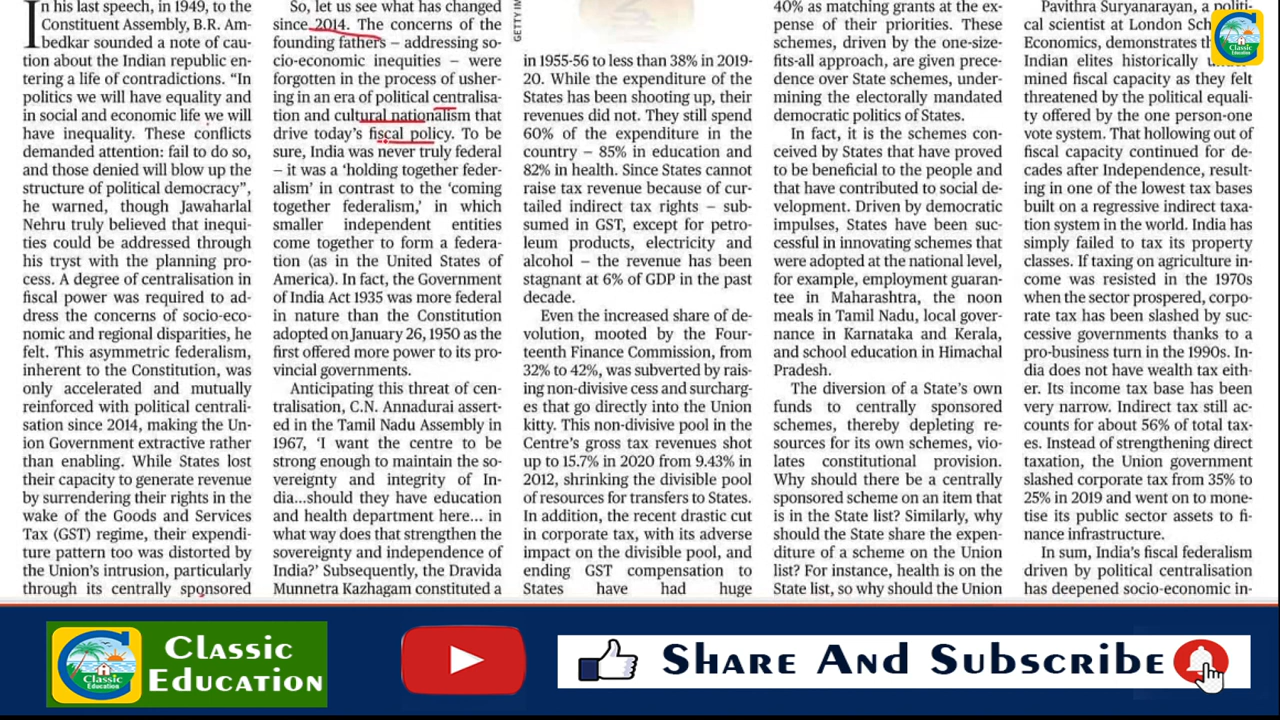 In his last speech, in 1949, to the
Constituent Assembly, B.R. Am-
bedkar sounded a note of cau-
tion about the Indian republic en-
tering a life of contradictions. “In
politics we will have equality and
in social and economic life we will
have inequality. These conflicts
demanded attention: fail to do so,
and those denied will blow up the
structure of political democracy”,
he warned, though Jawaharlal
Nehru truly believed that inequi-
ties could be addressed through
his tryst with the planning pro-
cess. A degree of centralisation in
fiscal power was required to ad-
dress the concerns of socio-eco-
nomic and regional disparities, he
felt. This asymmetric federalism,
inherent to the Constitution, was
only accelerated and mutually
reinforced with political centrali-
sation since 2014, making the Un-
ion Government extractive rather
than enabling. While States lost
their capacity to generate revenue
by surrendering their rights in the
wake of the Goods and Services
Tax (GST) regime, their expendi-
ture pattern too was distorted by
the Union’s intrusion, particularly
through its centrally sponsored
So, let us see what has changed
since 2014. The concerns of the
founding fathers – addressing so-
cio-economic inequities – were
forgotten in the process of usher-
ing in an era of political centralisa-
tion and cultural nationalism that
drive today’s fiscal policy. To be
sure, India was never truly federal
– it was a ‘holding together feder-
alism’ in contrast to the ‘coming
together federalism,’ in which
smaller independent entities
come together to form a federa-
tion (as in the United States of
America). In fact, the Government
of India Act 1935 was more federal
in nature than the Constitution
adopted on January 26, 1950 as the
first offered more power to its pro-
vincial governments.
Anticipating this threat of cen-
tralisation, C.N. Annadurai assert-
ed in the Tamil Nadu Assembly in
1967, ‘I want the centre to be
strong enough to maintain the so-
vereignty and integrity of In-
dia...should they have education
and health department here... in
what way does that strengthen the
sovereignty and independence of
India?’ Subsequently, the Dravida
Munnetra Kazhagam constituted a
GETTY IM
in 1955-56 to less than 38% in 2019-
20. While the expenditure of the
States has been shooting up, their
revenues did not. They still spend
60% of the expenditure in the
country – 85% in education and
82% in health. Since States cannot
raise tax revenue because of cur-
tailed indirect tax rights – sub-
sumed in GST, except for petro-
leum products, electricity and
alcohol – the revenue has been
stagnant at 6% of GDP in the past
decade.
Even the increased share of de-
volution, mooted by the Four-
teenth Finance Commission, from
32% to 42%, was subverted by rais-
ing non-divisive cess and surcharg-
es that go directly into the Union
kitty. This non-divisive pool in the
Centre’s gross tax revenues shot
up to 15.7% in 2020 from 9.43% in
2012, shrinking the divisible pool
of resources for transfers to States.
In addition, the recent drastic cut
in corporate tax, with its adverse
impact on the divisible pool, and
ending GST compensation to
States have had huge
40% as matching grants at the ex-
pense of their priorities. These
schemes, driven by the one-size-
fits-all approach, are given prece-
dence over State schemes, under-
mining the electorally mandated
democratic politics of States.
In fact, it is the schemes con-
ceived by States that have proved
to be beneficial to the people and
that have contributed to social de-
velopment. Driven by democratic
impulses, States have been suc-
cessful in innovating schemes that
were adopted at the national level,
for example, employment guaran-
tee in Maharashtra, the noon
meals in Tamil Nadu, local gover-
nance in Karnataka and Kerala,
and school education in Himachal
Pradesh.
The diversion of a State’s own
funds to centrally sponsored
schemes, thereby depleting re-
sources for its own schemes, vio-
lates constitutional provision.
Why should there be a centrally
sponsored scheme on an item that
is in the State list? Similarly, why
should the State share the expen-
diture of a scheme on the Union
list? For instance, health is on the
State list, so why should the Union
Pavithra Suryanarayan, a politi-
cal scientist at London Sch
Economics, demonstrates th
Indian elites historically
mined fiscal capacity as they felt
threatened by the political equali-
ty offered by the one person-one
vote system. That hollowing out of
fiscal capacity continued for de-
cades after Independence, result-
ing in one of the lowest tax bases
built on a regressive indirect taxa-
tion system in the world. India has
simply failed to tax its property
classes. If taxing on agriculture in-
come was resisted in the 1970s
when the sector prospered, corpo-
rate tax has been slashed by suc-
cessive governments thanks to a
pro-business turn in the 1990s. In-
dia does not have wealth tax eith-
er. Its income tax base has been
very narrow. Indirect tax still ac-
counts for about 56% of total tax-
es. Instead of strengthening direct
taxation, the Union government
slashed corporate tax from 35% to
25% in 2019 and went on to mone-
tise its public sector assets to fi-
nance infrastructure.
In sum, India’s fiscal federalism
driven by political centralisation
has deepened socio-economic in-
Classic
Education
Classic
Education
Classic
Education
Share And Subscribe